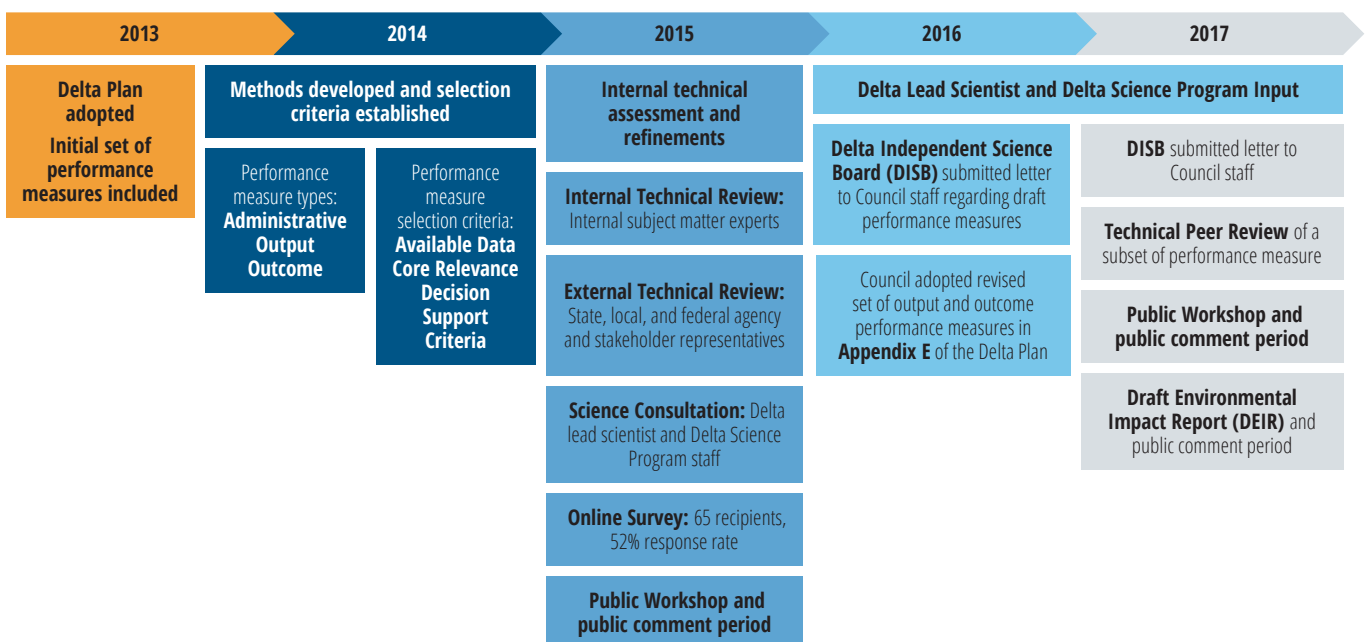 2013
2014
2015
2016
2017
Delta Plan
adopted
Initial set of
performance
measures included
Methods developed and selection
criteria established
Performance
measure types:
Administrative
Output
Outcome
Performance
measure
selection criteria:
Available Data
Core Relevance
Decision
Support
Criteria
Internal technical
assessment and
refinements
Internal Technical Review:
Internal subject matter experts
External Technical Review:
State, local, and federal agency
and stakeholder representatives
Science Consultation: Delta
lead scientist and Delta Science
Program staff
Online Survey: 65 recipients,
52% response rate
Public Workshop and
public comment period
Delta Lead Scientist and Delta Science Program Input
Delta Independent Science
Board (DISB) submitted letter
to Council staff regarding draft
performance measures
Council adopted revised
set of output and outcome
performance measures in
Appendix E of the Delta Plan
DISB submitted letter to
Council staff
Technical Peer Review of a
subset of performance measure
Public Workshop and
public comment period
Draft Environmental
Impact Report (DEIR) and
public comment period